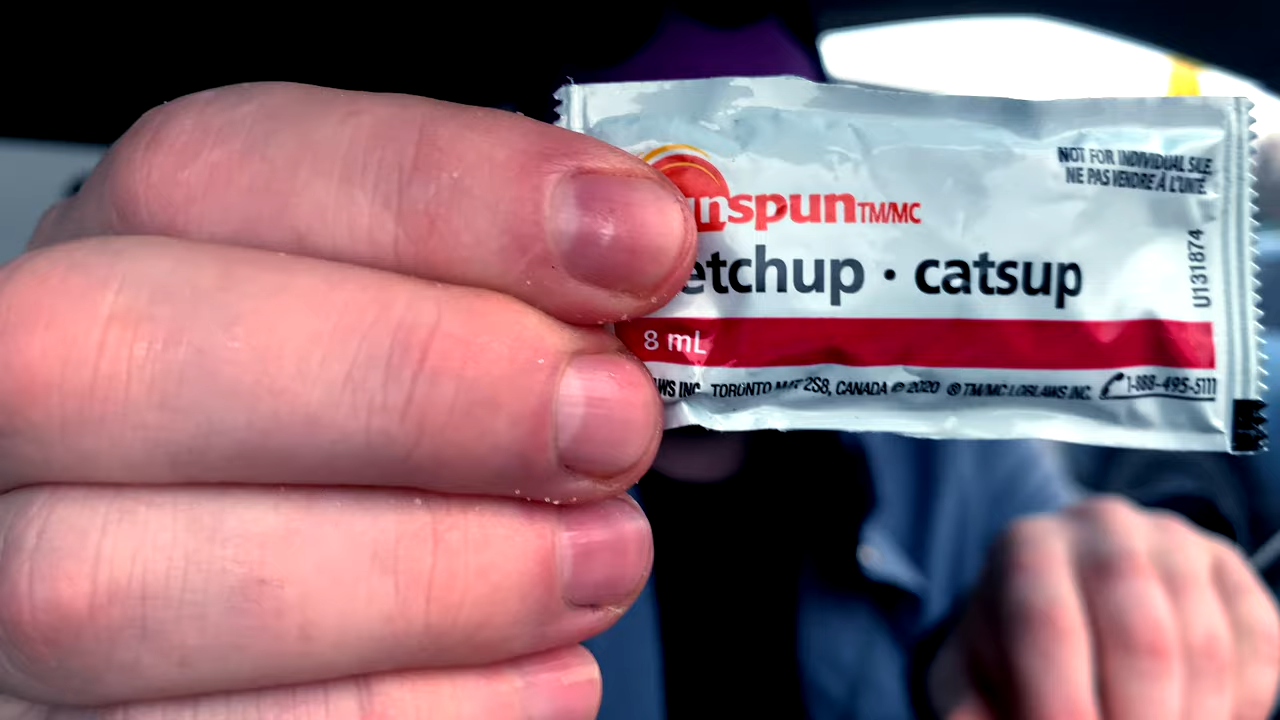 NOT FOR INDIVIDUAL SALE.
NE PAS VENDRE À L'UNITÉ.
nspun TM/MC
etchup · catsup
U131874
8 mL
AWS INC. TORONTO M4T 2S8, CANADA © 2020 ® TM/MC LOBLAWS INC. 1-888-495-5111